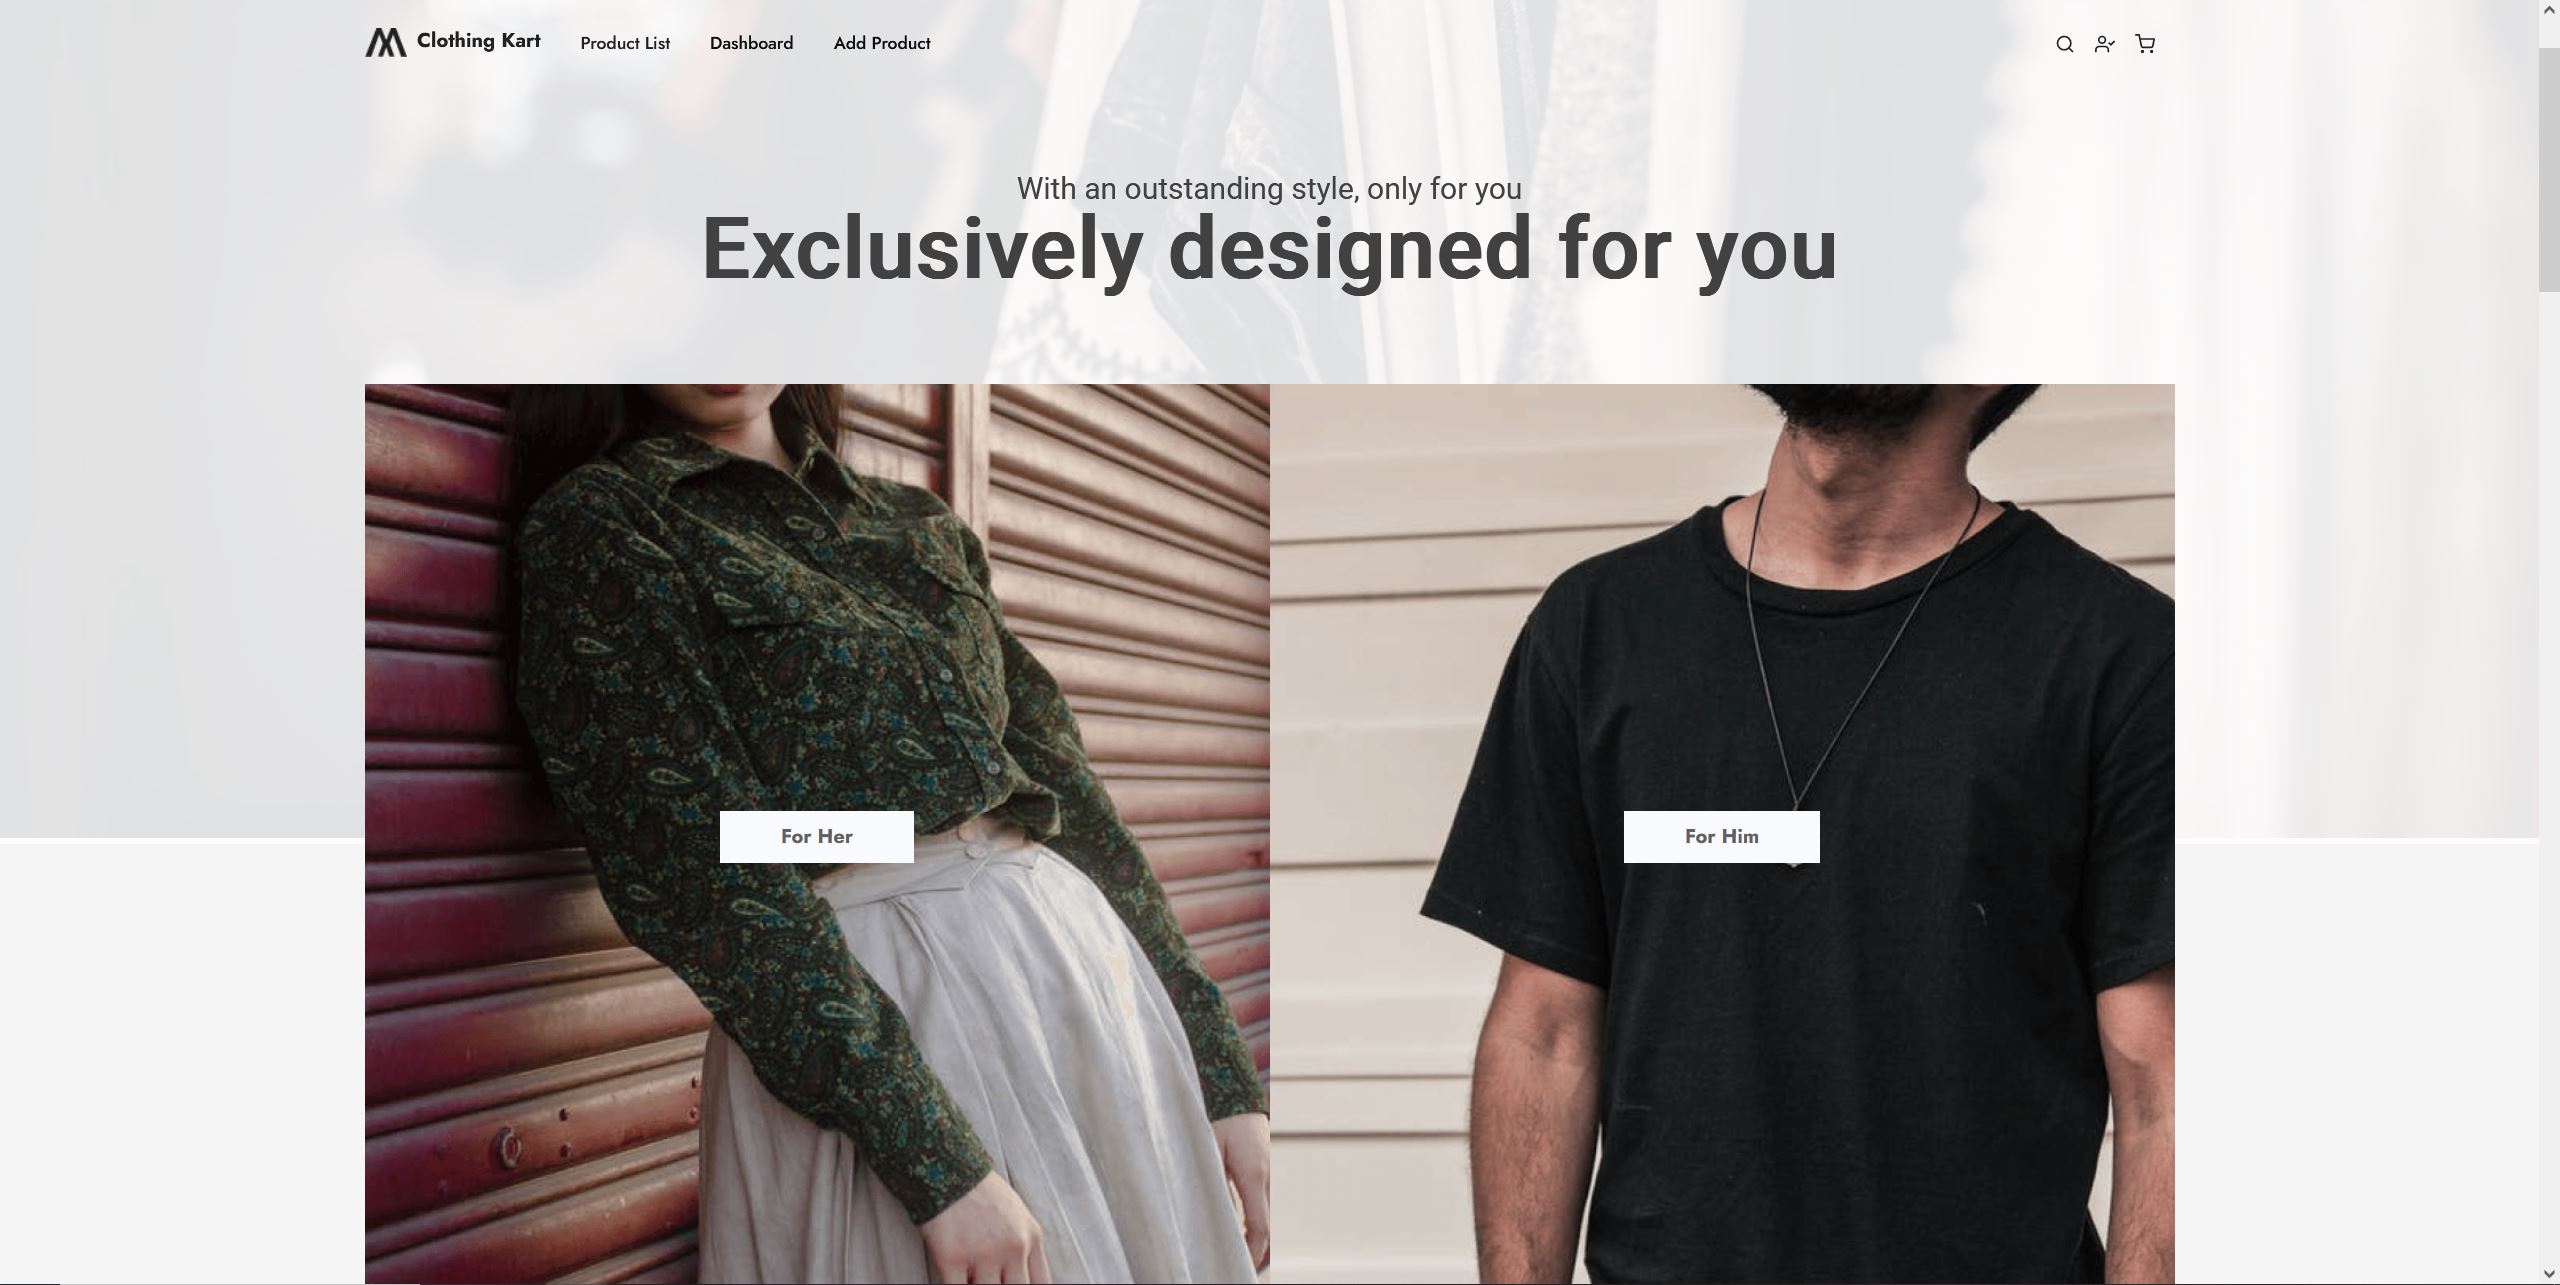 Clothing Kart
Product List
Dashboard
Add Product
With an outstanding style, only for you
Exclusively designed for you
For Her
For Him